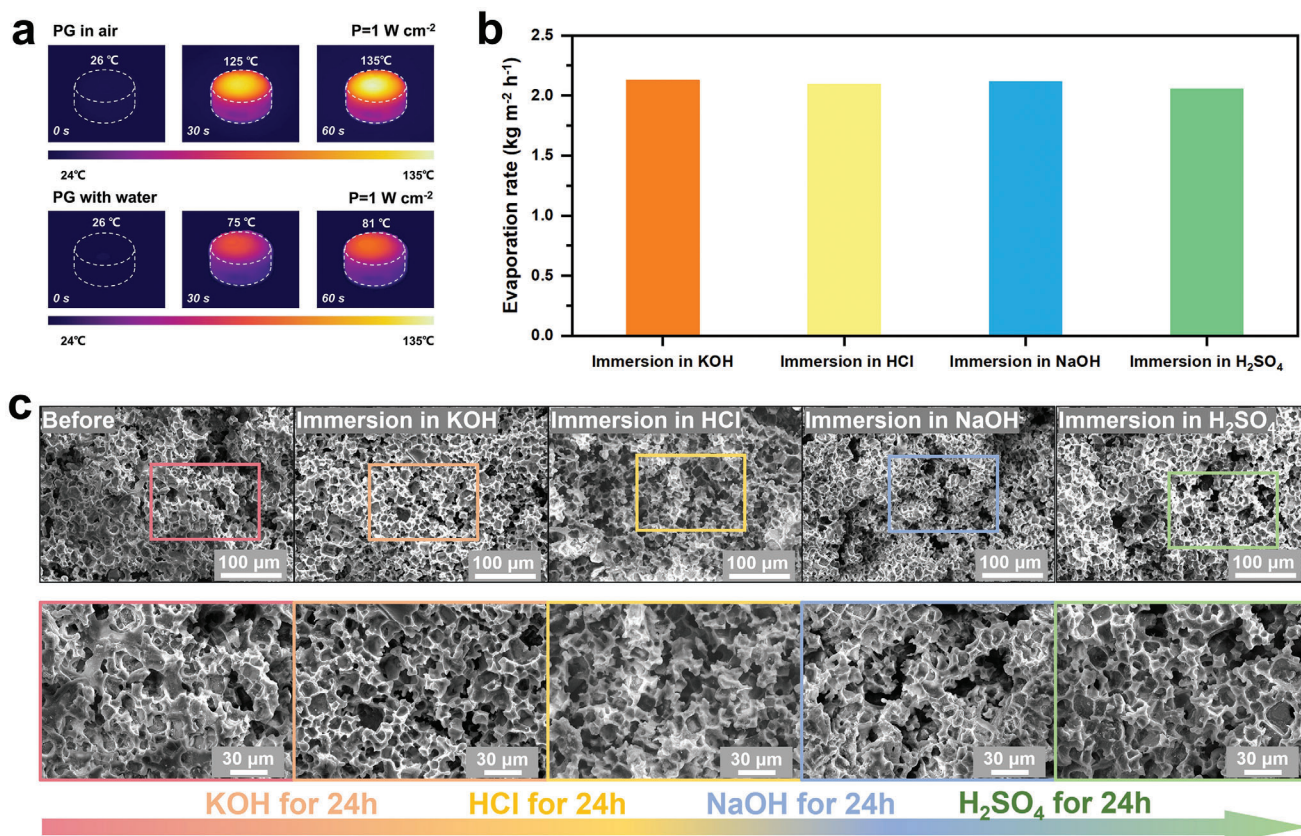 a
PG in air P=1 W cm⁻²
26 ℃ 125 ℃ 135℃
0 s 30 s 60 s
24℃ 135℃
PG with water P=1 W cm⁻²
26 ℃ 75 ℃ 81 ℃
0 s 30 s 60 s
24℃ 135℃
b
Evaporation rate (kg m⁻² h⁻¹)
2.5
2.0
1.5
1.0
0.5
0.0
Immersion in KOH Immersion in HCl Immersion in NaOH Immersion in H₂SO₄
c
Before Immersion in KOH Immersion in HCl Immersion in NaOH Immersion in H₂SO₄
100 μm 100 μm 100 μm 100 μm 100 μm
30 μm 30 μm 30 μm 30 μm 30 μm
KOH for 24h HCl for 24h NaOH for 24h H₂SO₄ for 24h